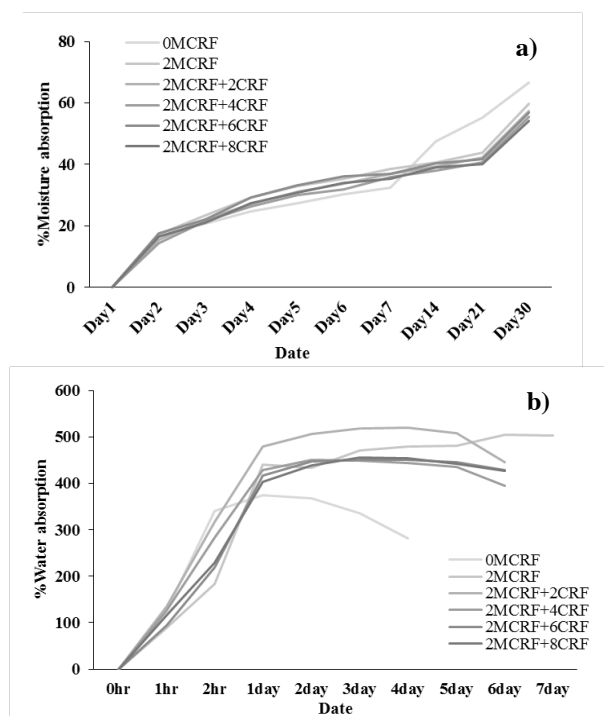 a)
0MCRF
2MCRF
2MCRF+2CRF
2MCRF+4CRF
2MCRF+6CRF
2MCRF+8CRF
%Moisture absorption
80
60
40
20
0
Day1 Day2 Day3 Day4 Day5 Day6 Day7 Day14 Day21 Day30
Date
b)
%Water absorption
600
500
400
300
200
100
0
0MCRF
2MCRF
2MCRF+2CRF
2MCRF+4CRF
2MCRF+6CRF
2MCRF+8CRF
0hr 1hr 2hr 1day 2day 3day 4day 5day 6day 7day
Date